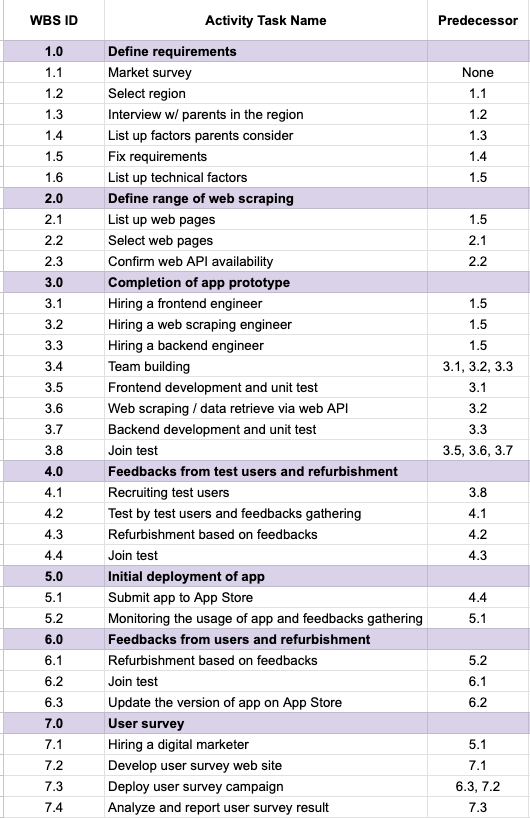 WBS ID Activity Task Name Predecessor
1.0 Define requirements
1.1 Market survey None
1.2 Select region 1.1
1.3 Interview w/ parents in the region 1.2
1.4 List up factors parents consider 1.3
1.5 Fix requirements 1.4
1.6 List up technical factors 1.5
2.0 Define range of web scraping
2.1 List up web pages 1.5
2.2 Select web pages 2.1
2.3 Confirm web API availability 2.2
3.0 Completion of app prototype
3.1 Hiring a frontend engineer 1.5
3.2 Hiring a web scraping engineer 1.5
3.3 Hiring a backend engineer 1.5
3.4 Team building 3.1, 3.2, 3.3
3.5 Frontend development and unit test 3.1
3.6 Web scraping / data retrieve via web API 3.2
3.7 Backend development and unit test 3.3
3.8 Join test 3.5, 3.6, 3.7
4.0 Feedbacks from test users and refurbishment
4.1 Recruiting test users 3.8
4.2 Test by test users and feedbacks gathering 4.1
4.3 Refurbishment based on feedbacks 4.2
4.4 Join test 4.3
5.0 Initial deployment of app
5.1 Submit app to App Store 4.4
5.2 Monitoring the usage of app and feedbacks gathering 5.1
6.0 Feedbacks from users and refurbishment
6.1 Refurbishment based on feedbacks 5.2
6.2 Join test 6.1
6.3 Update the version of app on App Store 6.2
7.0 User survey
7.1 Hiring a digital marketer 5.1
7.2 Develop user survey web site 7.1
7.3 Deploy user survey campaign 6.3, 7.2
7.4 Analyze and report user survey result 7.3